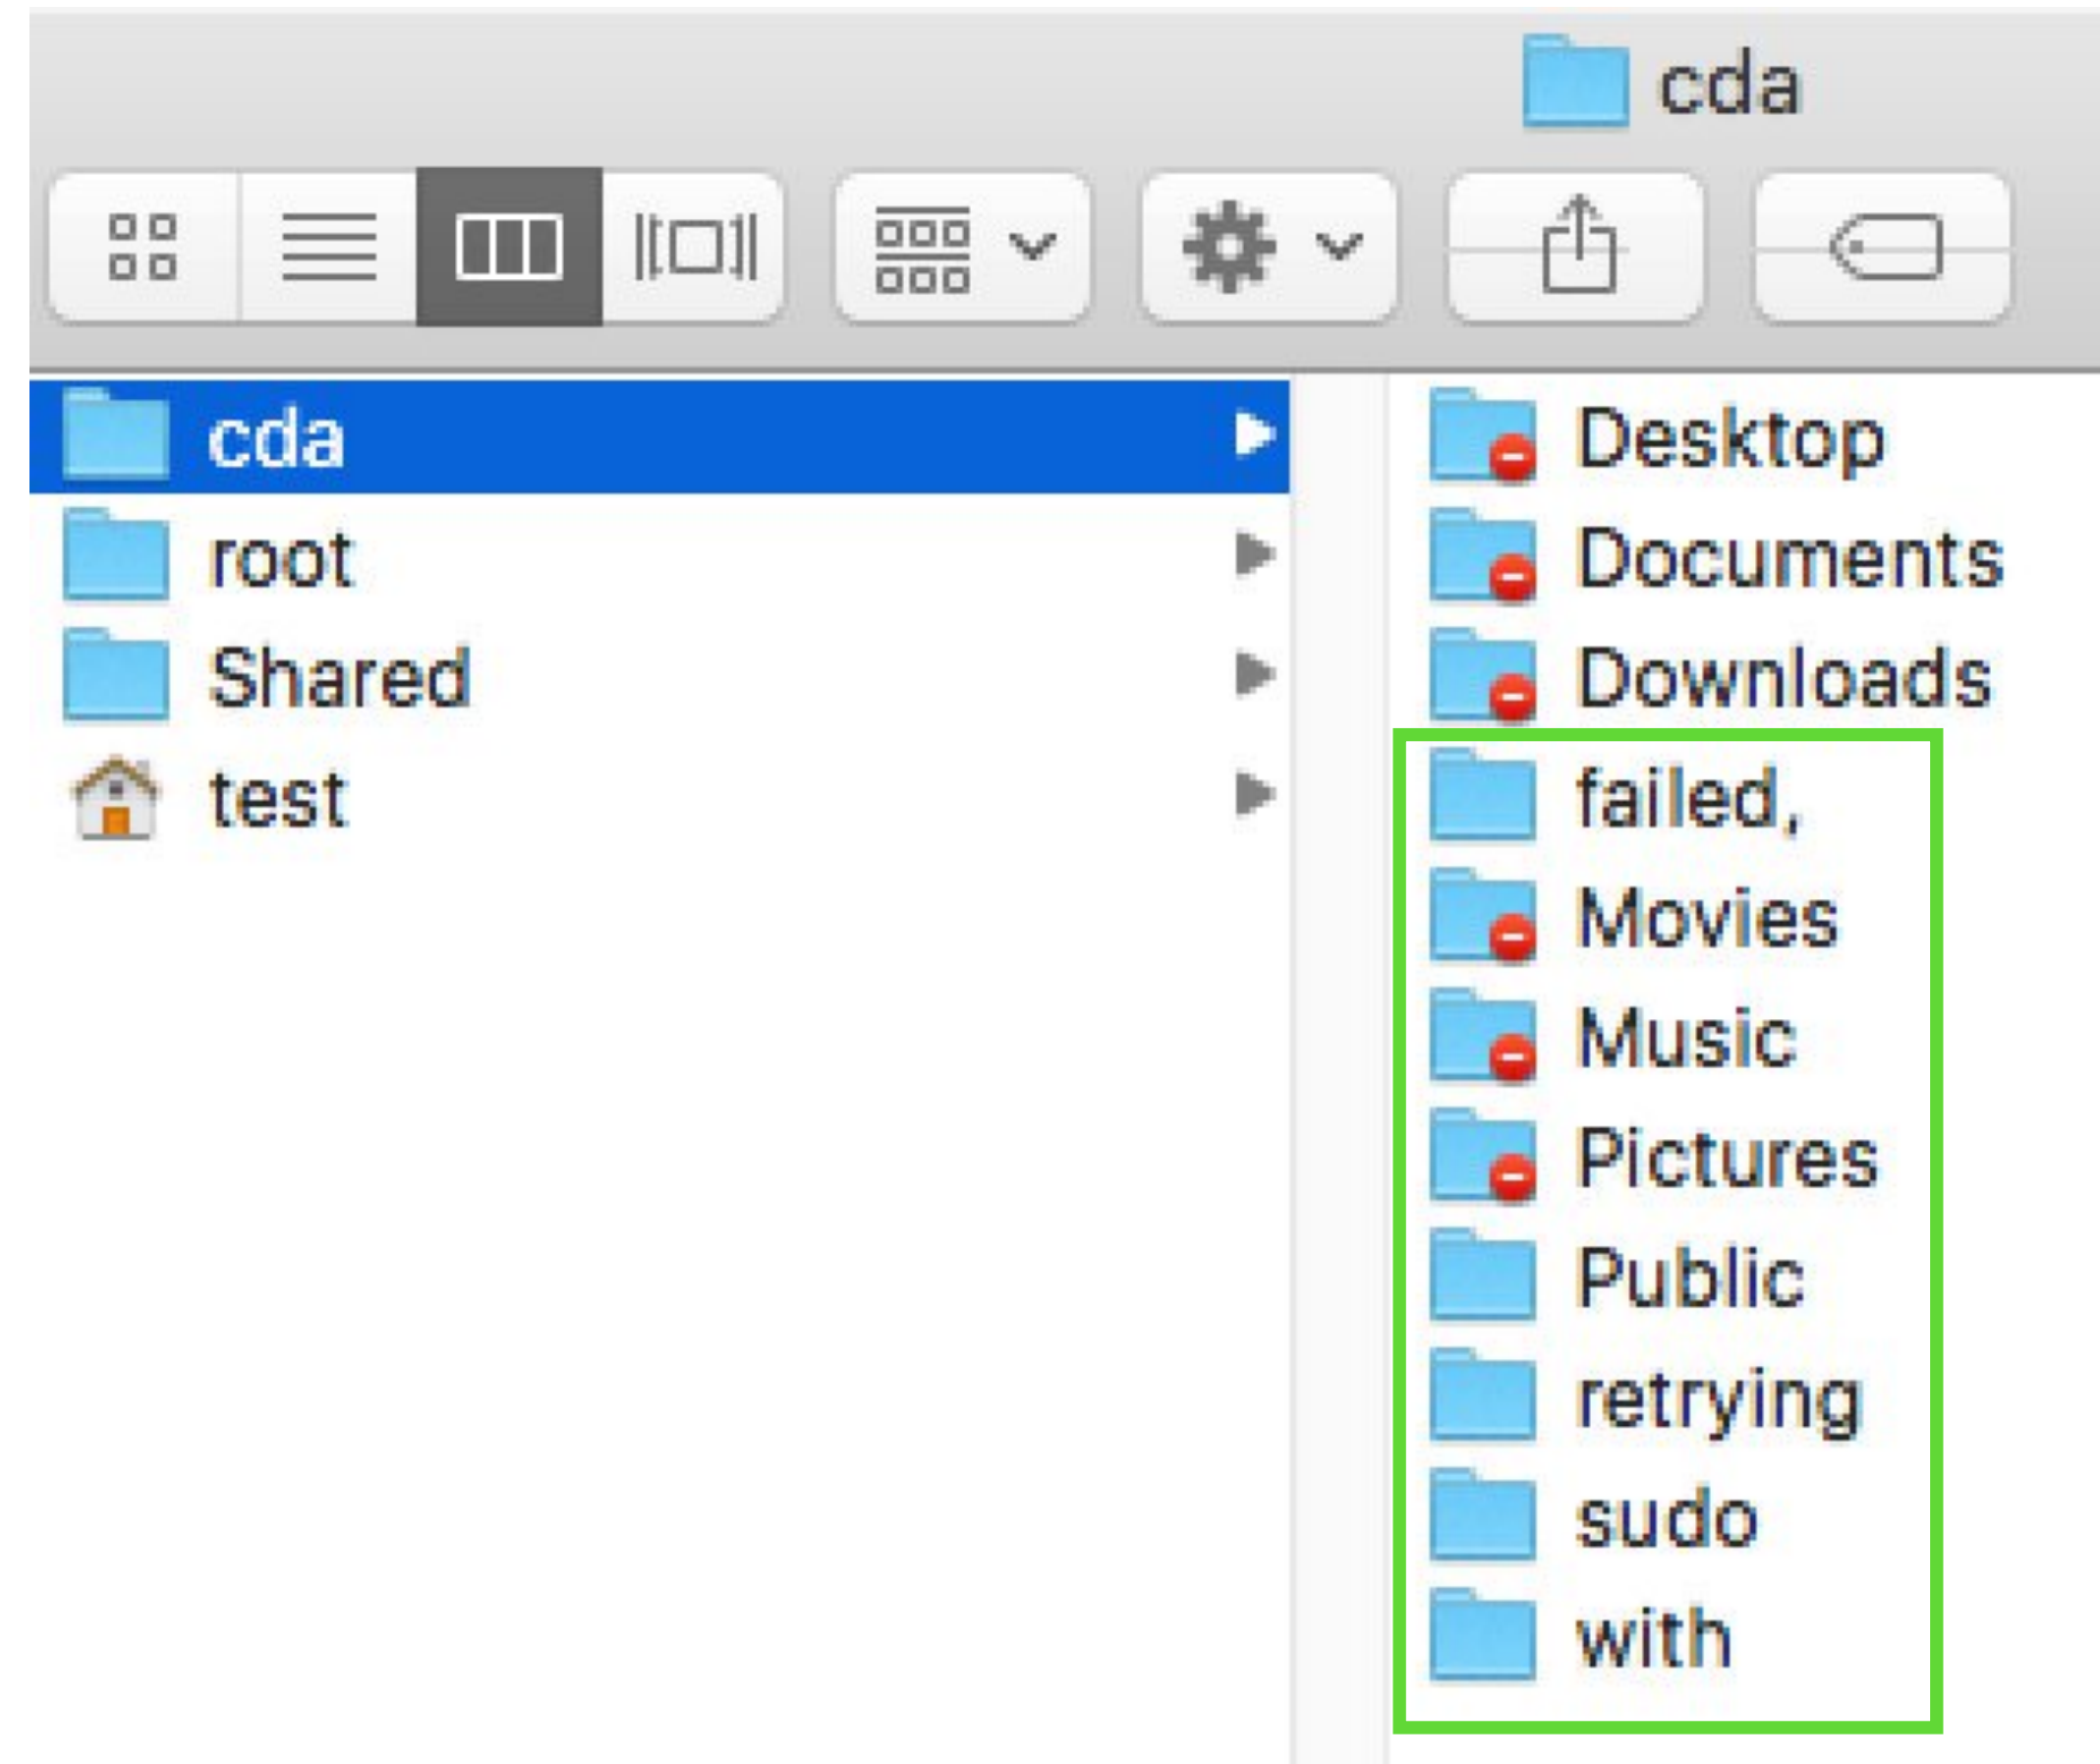 cda
cda
root
Shared
test
Desktop
Documents
Downloads
failed,
Movies
Music
Pictures
Public
retrying
sudo
with